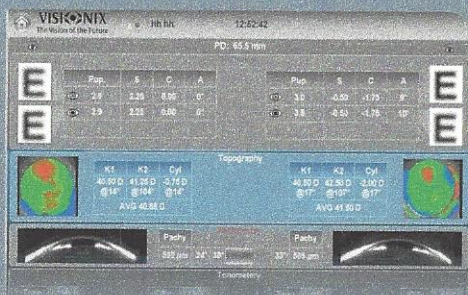 VISIONIX
The Vision of the Future
hh hh
12:52:42
PD: 65.5 mm
Pup. S C A
2.9 2.25 0.00 0°
2.9 2.25 0.00 0°
E
E
Pup. S C A
3.0 -0.50 -1.75 9°
-0.50 -1.75 10°
E
E
Topography
K1 K2 Cyl
40.50 D 41.25 D -0.75 D
@14° @104° @14°
AVG 40.88 D
K1 K2 Cyl
40.50 D 42.50 D -2.00 D
@17° @107° @17°
AVG 41.50 D
Pachy
Pachy
Tonometry